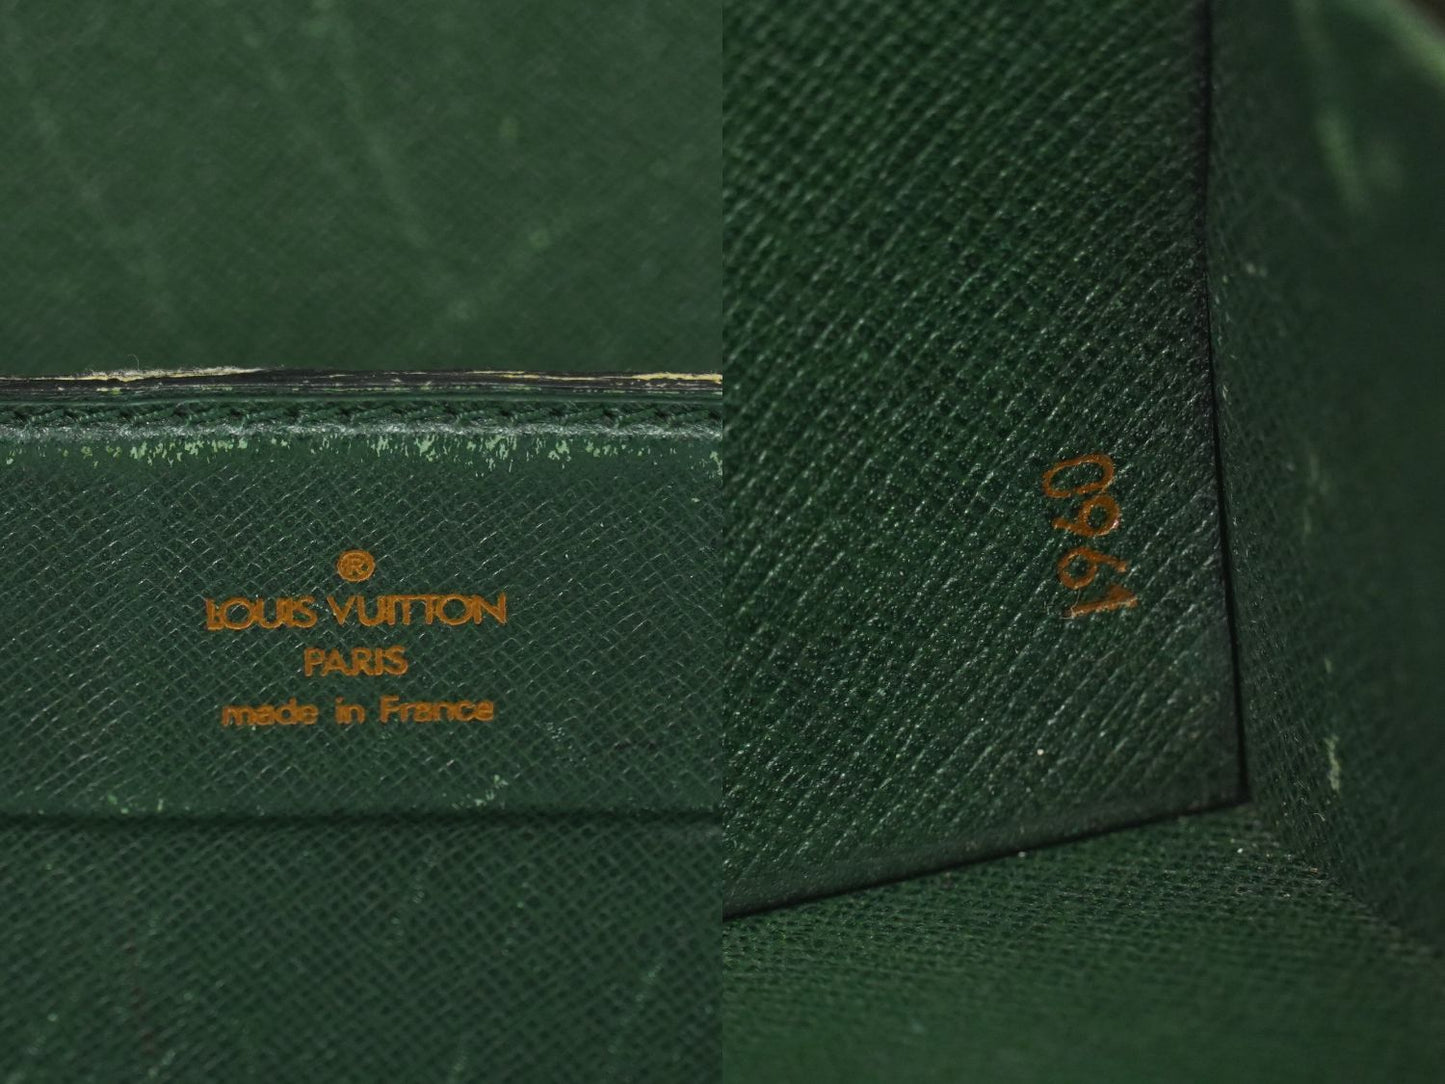 ®
LOUIS VUITTON
PARIS
made in France
0961